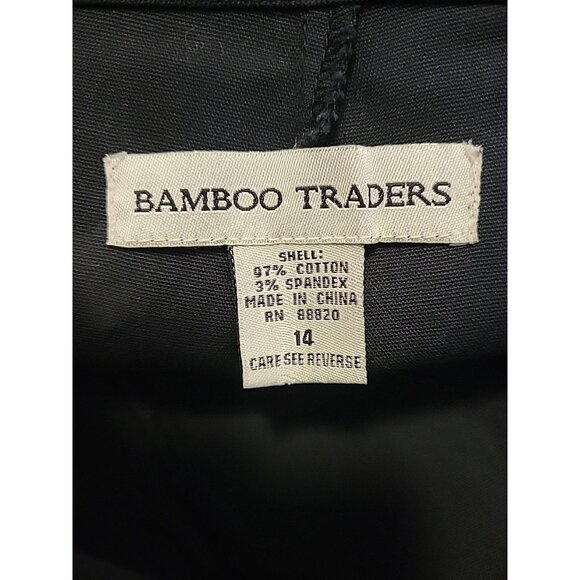 BAMBOO TRADERS
SHELL:
97% COTTON
3% SPANDEX
MADE IN CHINA
RN 88820
14
CARE SEE REVERSE